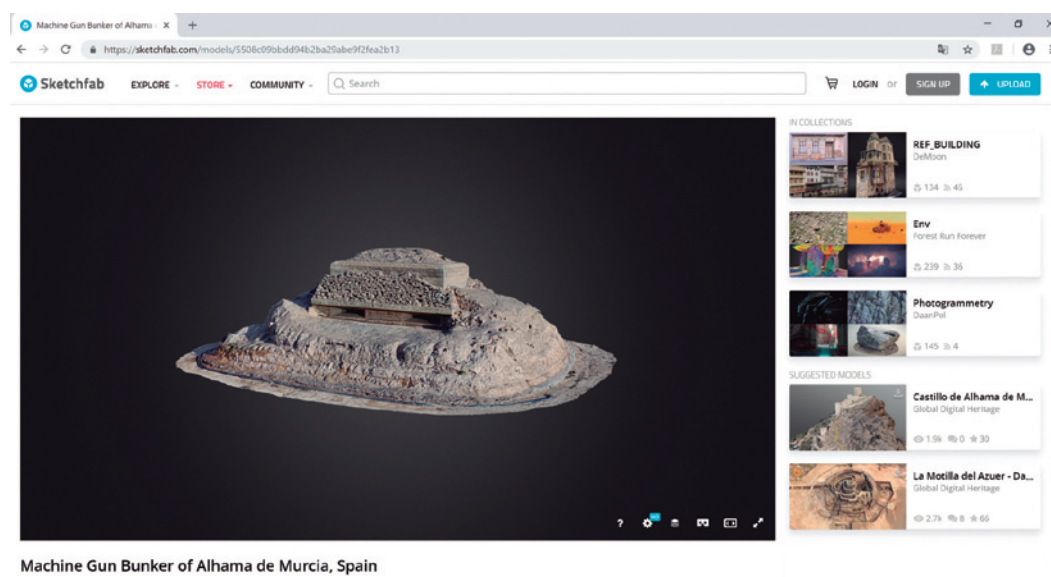 Machine Gun Bunker of Alhama
https://sketchfab.com/models/5508c09bbdd94b2ba29abe9f2fea2b13
Sketchfab EXPLORE STORE COMMUNITY Search LOGIN or SIGN UP UPLOAD
IN COLLECTIONS
REF_BUILDING
DeMoon
134 45
Env
Forest Run Forever
239 36
Photogrammetry
DaanPol
145 4
SUGGESTED MODELS
Castillo de Alhama de M...
Global Digital Heritage
1.9k 0 30
La Motilla del Azuer - Da...
Global Digital Heritage
2.7k 8 66
?
Machine Gun Bunker of Alhama de Murcia, Spain